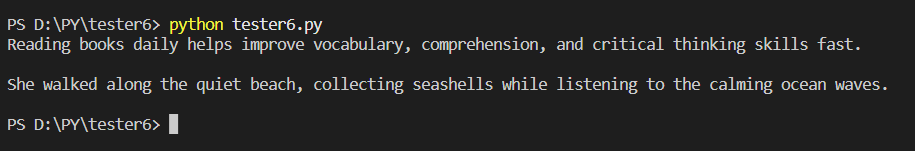 PS D:\PY\tester6> python tester6.py
Reading books daily helps improve vocabulary, comprehension, and critical thinking skills fast.
She walked along the quiet beach, collecting seashells while listening to the calming ocean waves.
PS D:\PY\tester6>